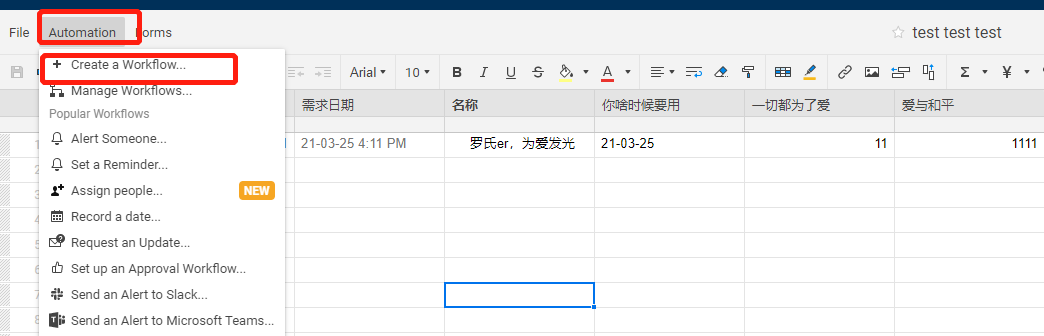 File Automation Forms test test test
Create a Workflow...
Arial 10 B I U S A Σ ¥
Manage Workflows...
需求日期 名称 你啥时候要用 一切都为了爱 爱与和平
Popular Workflows
Alert Someone...
1 21-03-25 4:11 PM 罗氏er，为爱发光 21-03-25 11 1111
Set a Reminder...
Assign people... NEW
Record a date...
Request an Update...
Set up an Approval Workflow...
Send an Alert to Slack...
Send an Alert to Microsoft Teams...